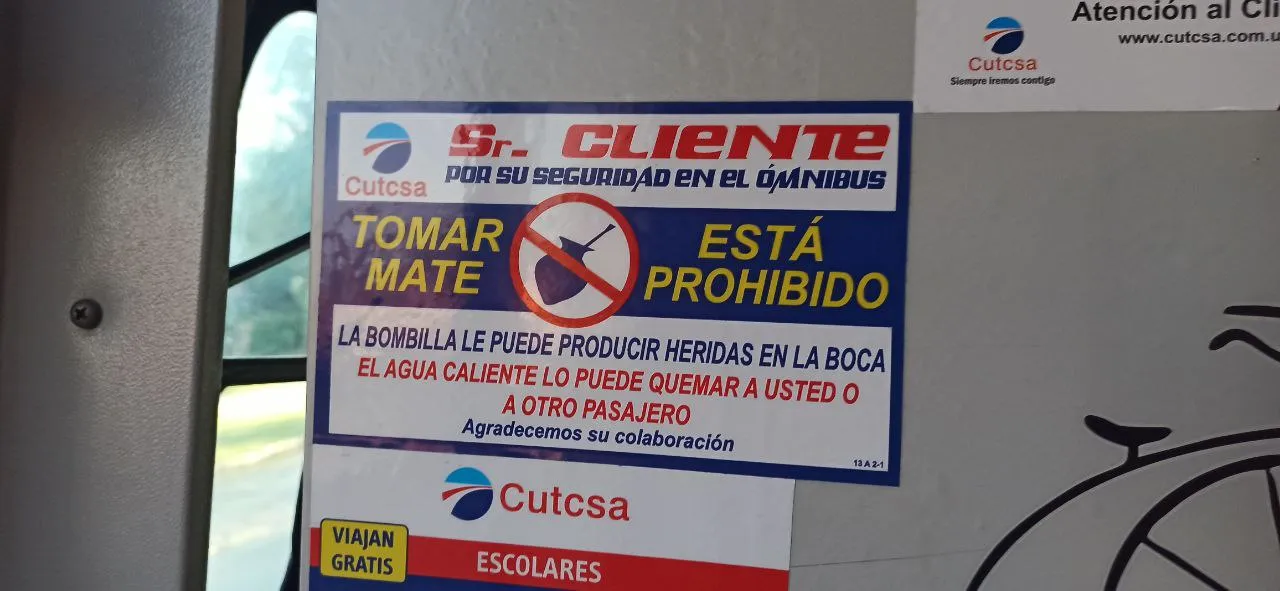 Atención al
www.cutcsa.com.u
Cutcsa
Siempre iremos contigo
Cutcsa
Sr. CLIENTE
POR SU SEGURIDAD EN EL ÓMNIBUS
TOMAR
MATE
ESTÁ
PROHIBIDO
LA BOMBILLA LE PUEDE PRODUCIR HERIDAS EN LA BOCA
EL AGUA CALIENTE LO PUEDE QUEMAR A USTED O
A OTRO PASAJERO
Agradecemos su colaboración
13 A 2-1
Cutcsa
VIAJAN
GRATIS
ESCOLARES